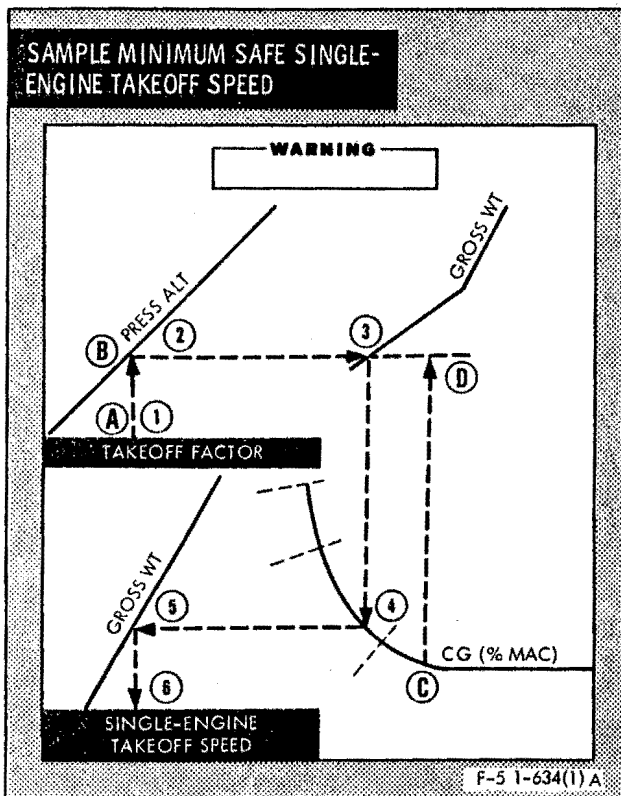 SAMPLE MINIMUM SAFE SINGLE-
ENGINE TAKEOFF SPEED
WARNING
GROSS WT
PRESS ALT
B
2
3
D
A
1
TAKEOFF FACTOR
GROSS WT
5
4
CG (% MAC)
C
6
SINGLE-ENGINE
TAKEOFF SPEED
F-5 1-634(1) A